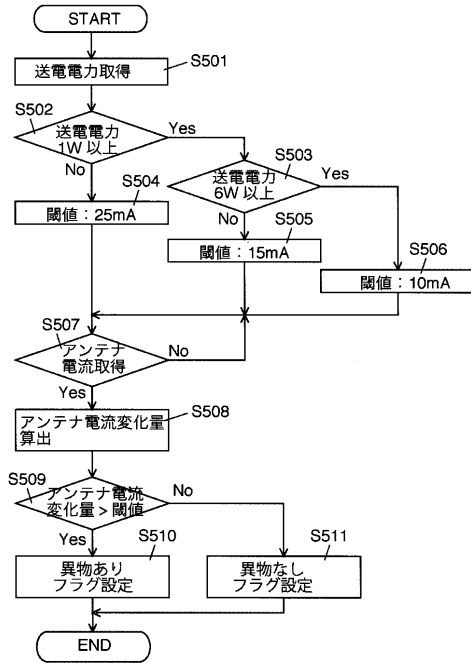 START
送電電力取得
S501
S502
送電電力
1W 以上
Yes
No
S503
送電電力
6W 以上
Yes
No
S504
閾値：25mA
S505
閾値：15mA
S506
閾値：10mA
S507
アンテナ
電流取得
No
Yes
S508
アンテナ電流変化量
算出
S509
アンテナ電流
変化量 > 閾値
No
Yes
S510
異物あり
フラグ設定
S511
異物なし
フラグ設定
END